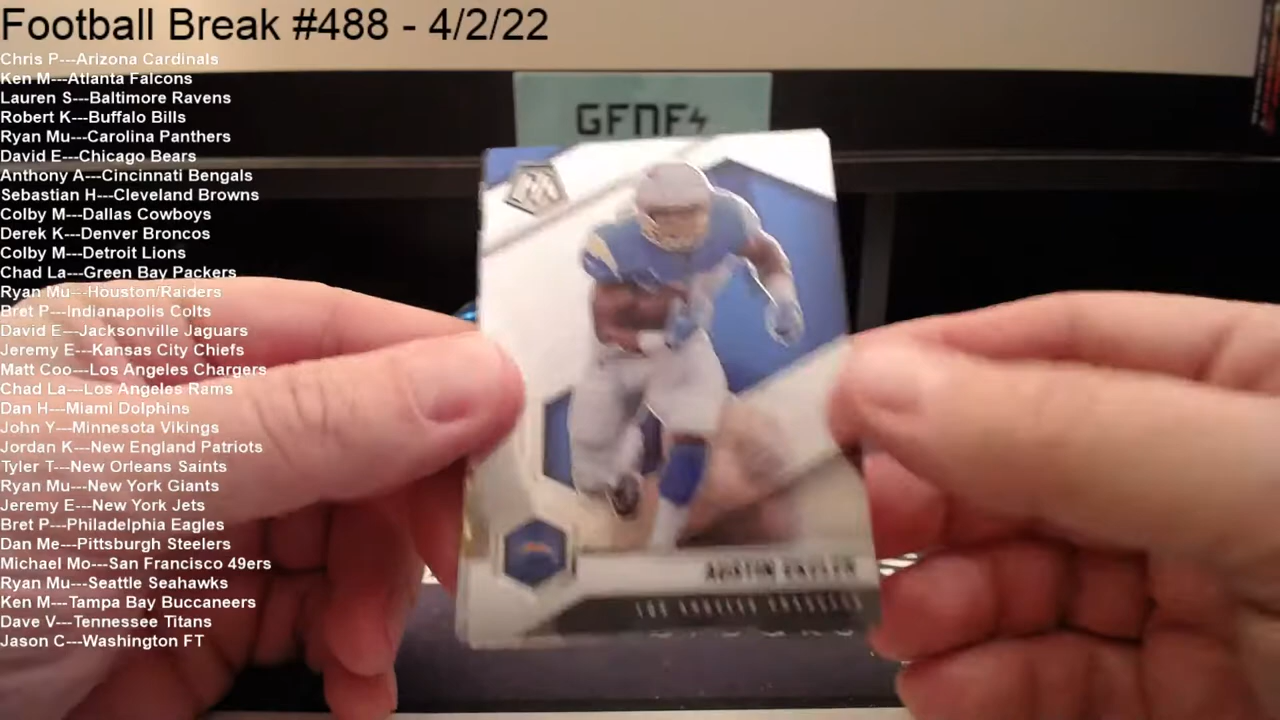 Football Break #488 - 4/2/22
Chris P---Arizona Cardinals
Ken M---Atlanta Falcons
Lauren S---Baltimore Ravens
Robert K---Buffalo Bills
Ryan Mu---Carolina Panthers
David E---Chicago Bears
Anthony A---Cincinnati Bengals
Sebastian H---Cleveland Browns
Colby M---Dallas Cowboys
Derek K---Denver Broncos
Colby M---Detroit Lions
Chad La---Green Bay Packers
Ryan Mu---Houston/Raiders
Bret P---Indianapolis Colts
David E---Jacksonville Jaguars
Jeremy E---Kansas City Chiefs
Matt Coo---Los Angeles Chargers
Chad La---Los Angeles Rams
Dan H---Miami Dolphins
John Y---Minnesota Vikings
Jordan K---New England Patriots
Tyler T---New Orleans Saints
Ryan Mu---New York Giants
Jeremy E---New York Jets
Bret P---Philadelphia Eagles
Dan Me---Pittsburgh Steelers
Michael Mo---San Francisco 49ers
Ryan Mu---Seattle Seahawks
Ken M---Tampa Bay Buccaneers
Dave V---Tennessee Titans
Jason C---Washington FT
AUSTIN EKELER
LOS ANGELES CHARGERS